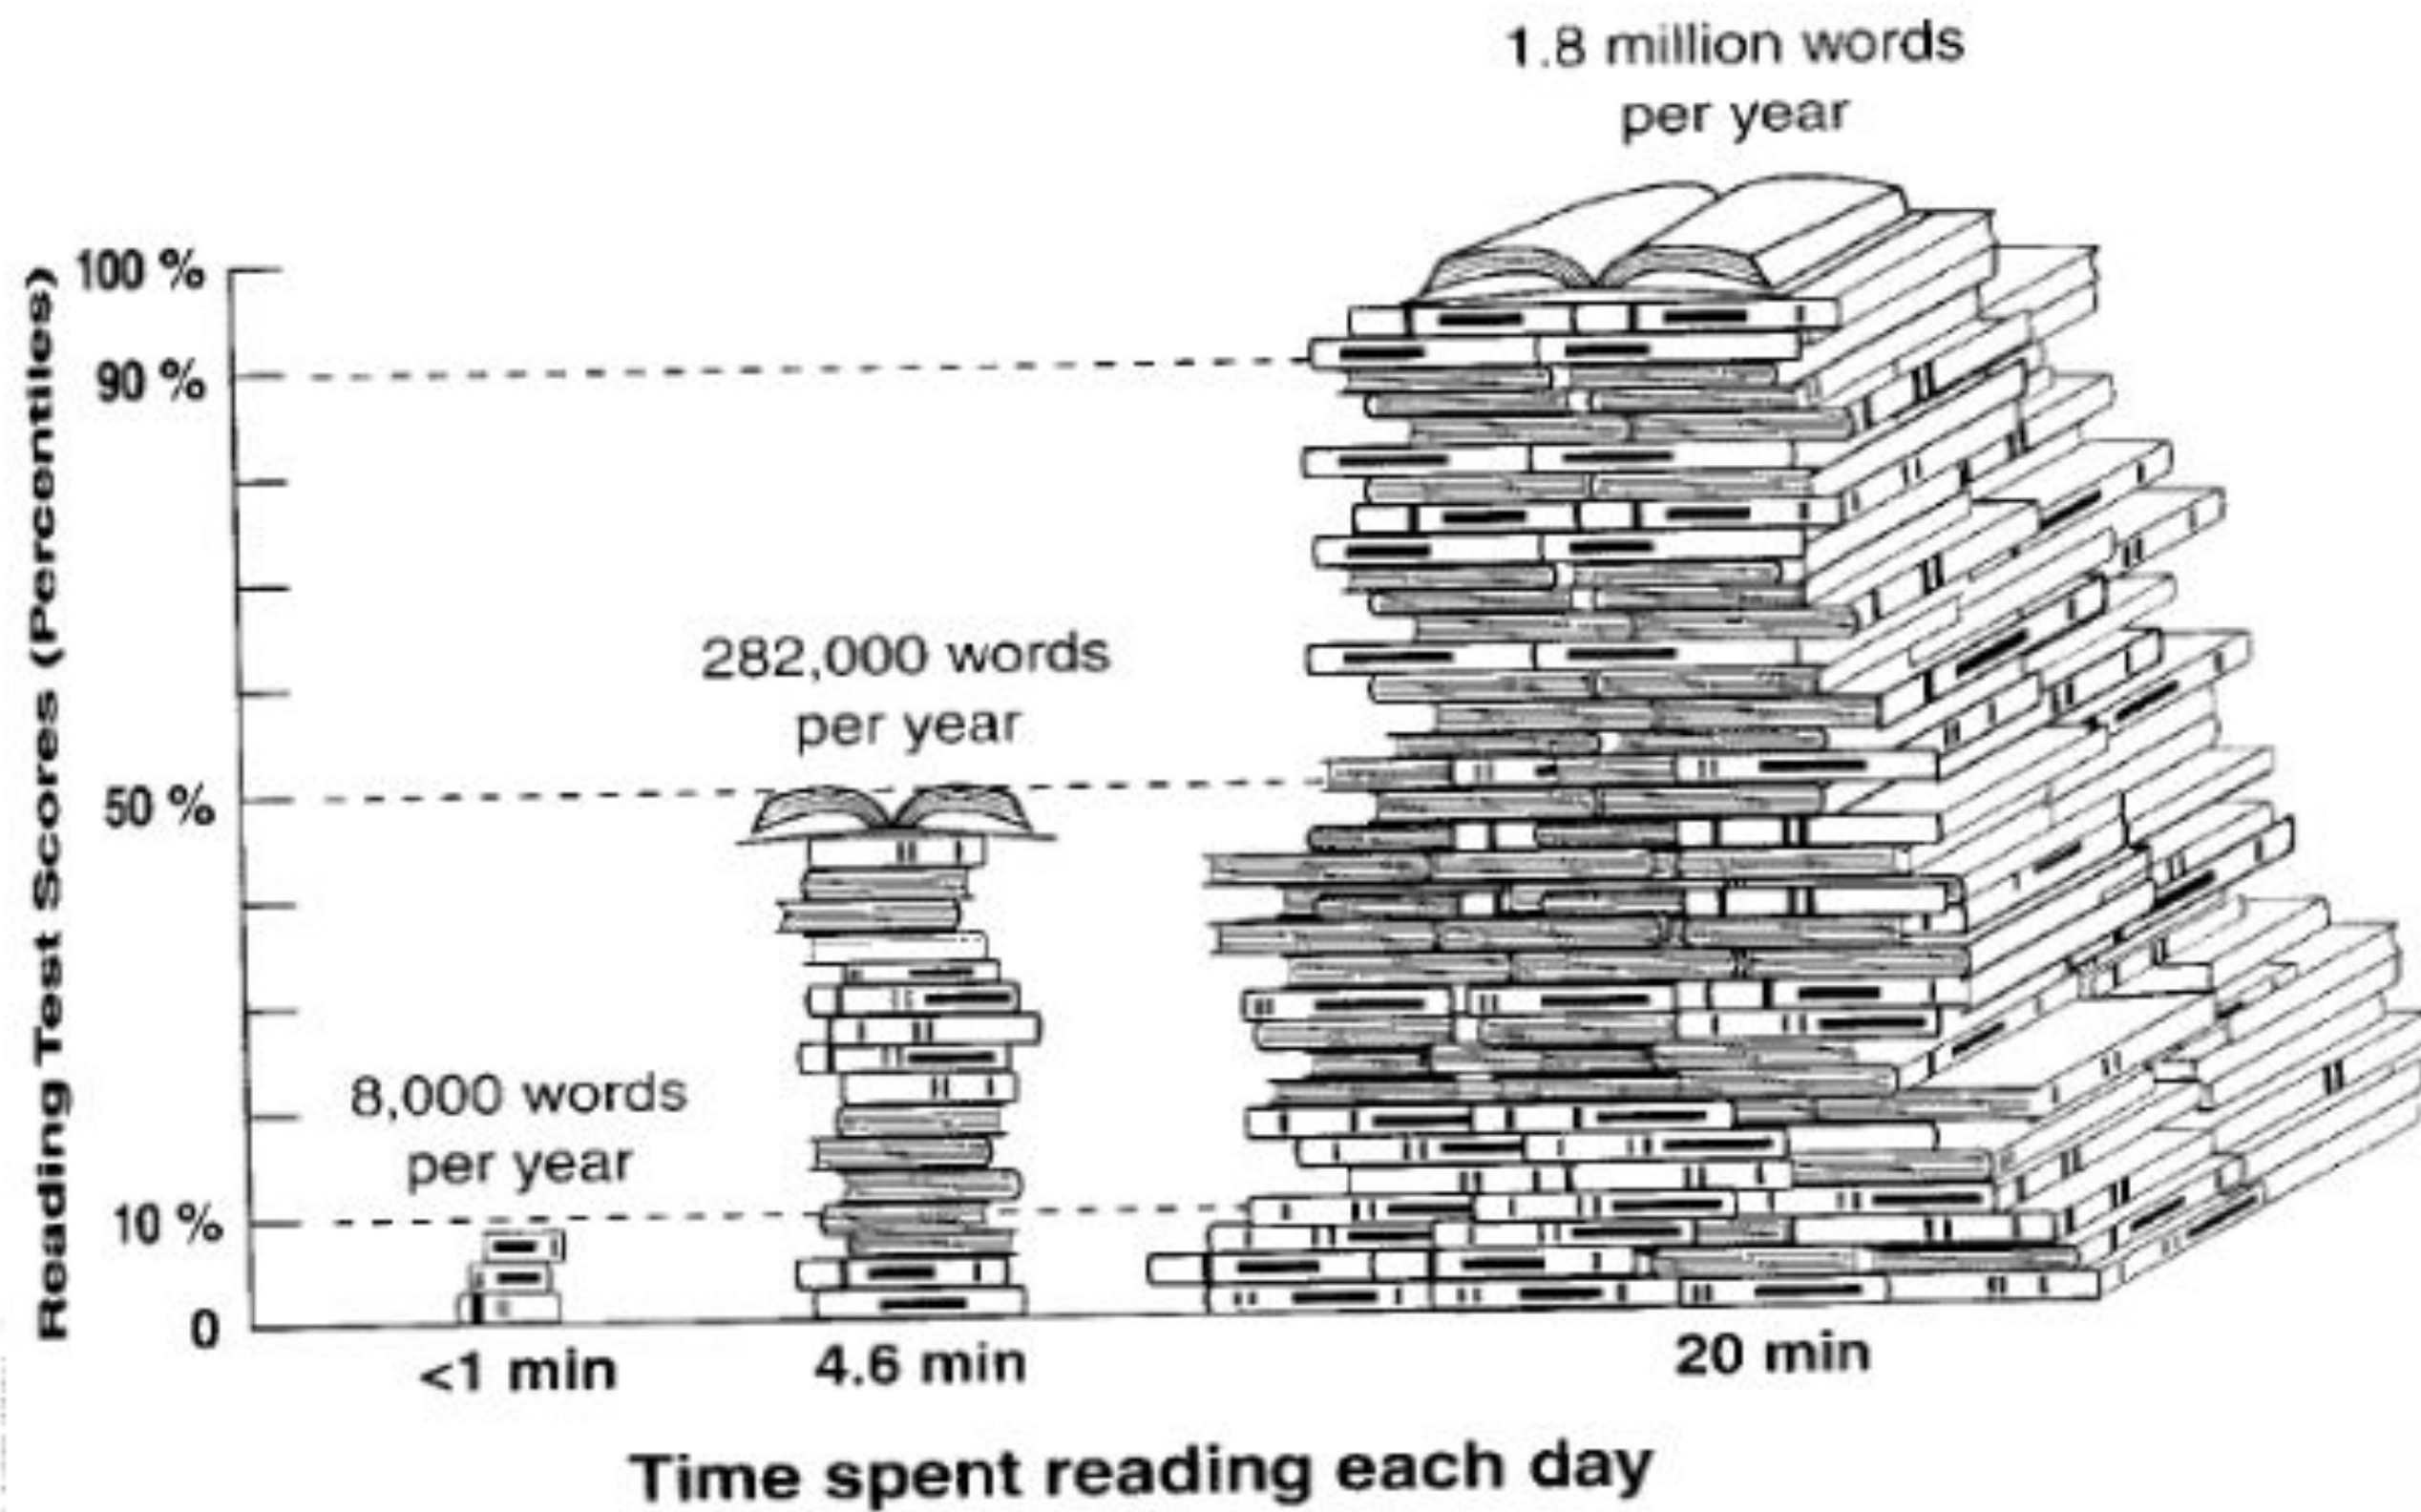 1.8 million words
per year
100 %
90 %
282,000 words
per year
50 %
8,000 words
per year
10 %
0
Reading Test Scores (Percentiles)
<1 min
4.6 min
20 min
Time spent reading each day